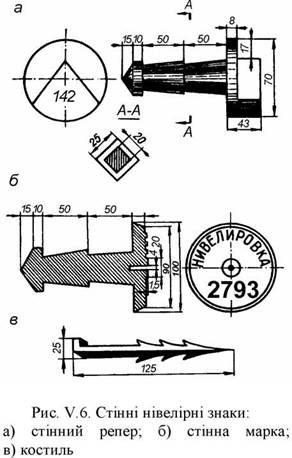 а
А
8
15 10 50 50
17
70
142
А-А
43
А
25
20
б
15 10 50 50
20
4
15
90
100
НИВЕЛИРОВКА
2793
в
25
125
Рис. V.6. Стінні нівелірні знаки:
а) стінний репер; б) стінна марка;
в) костиль